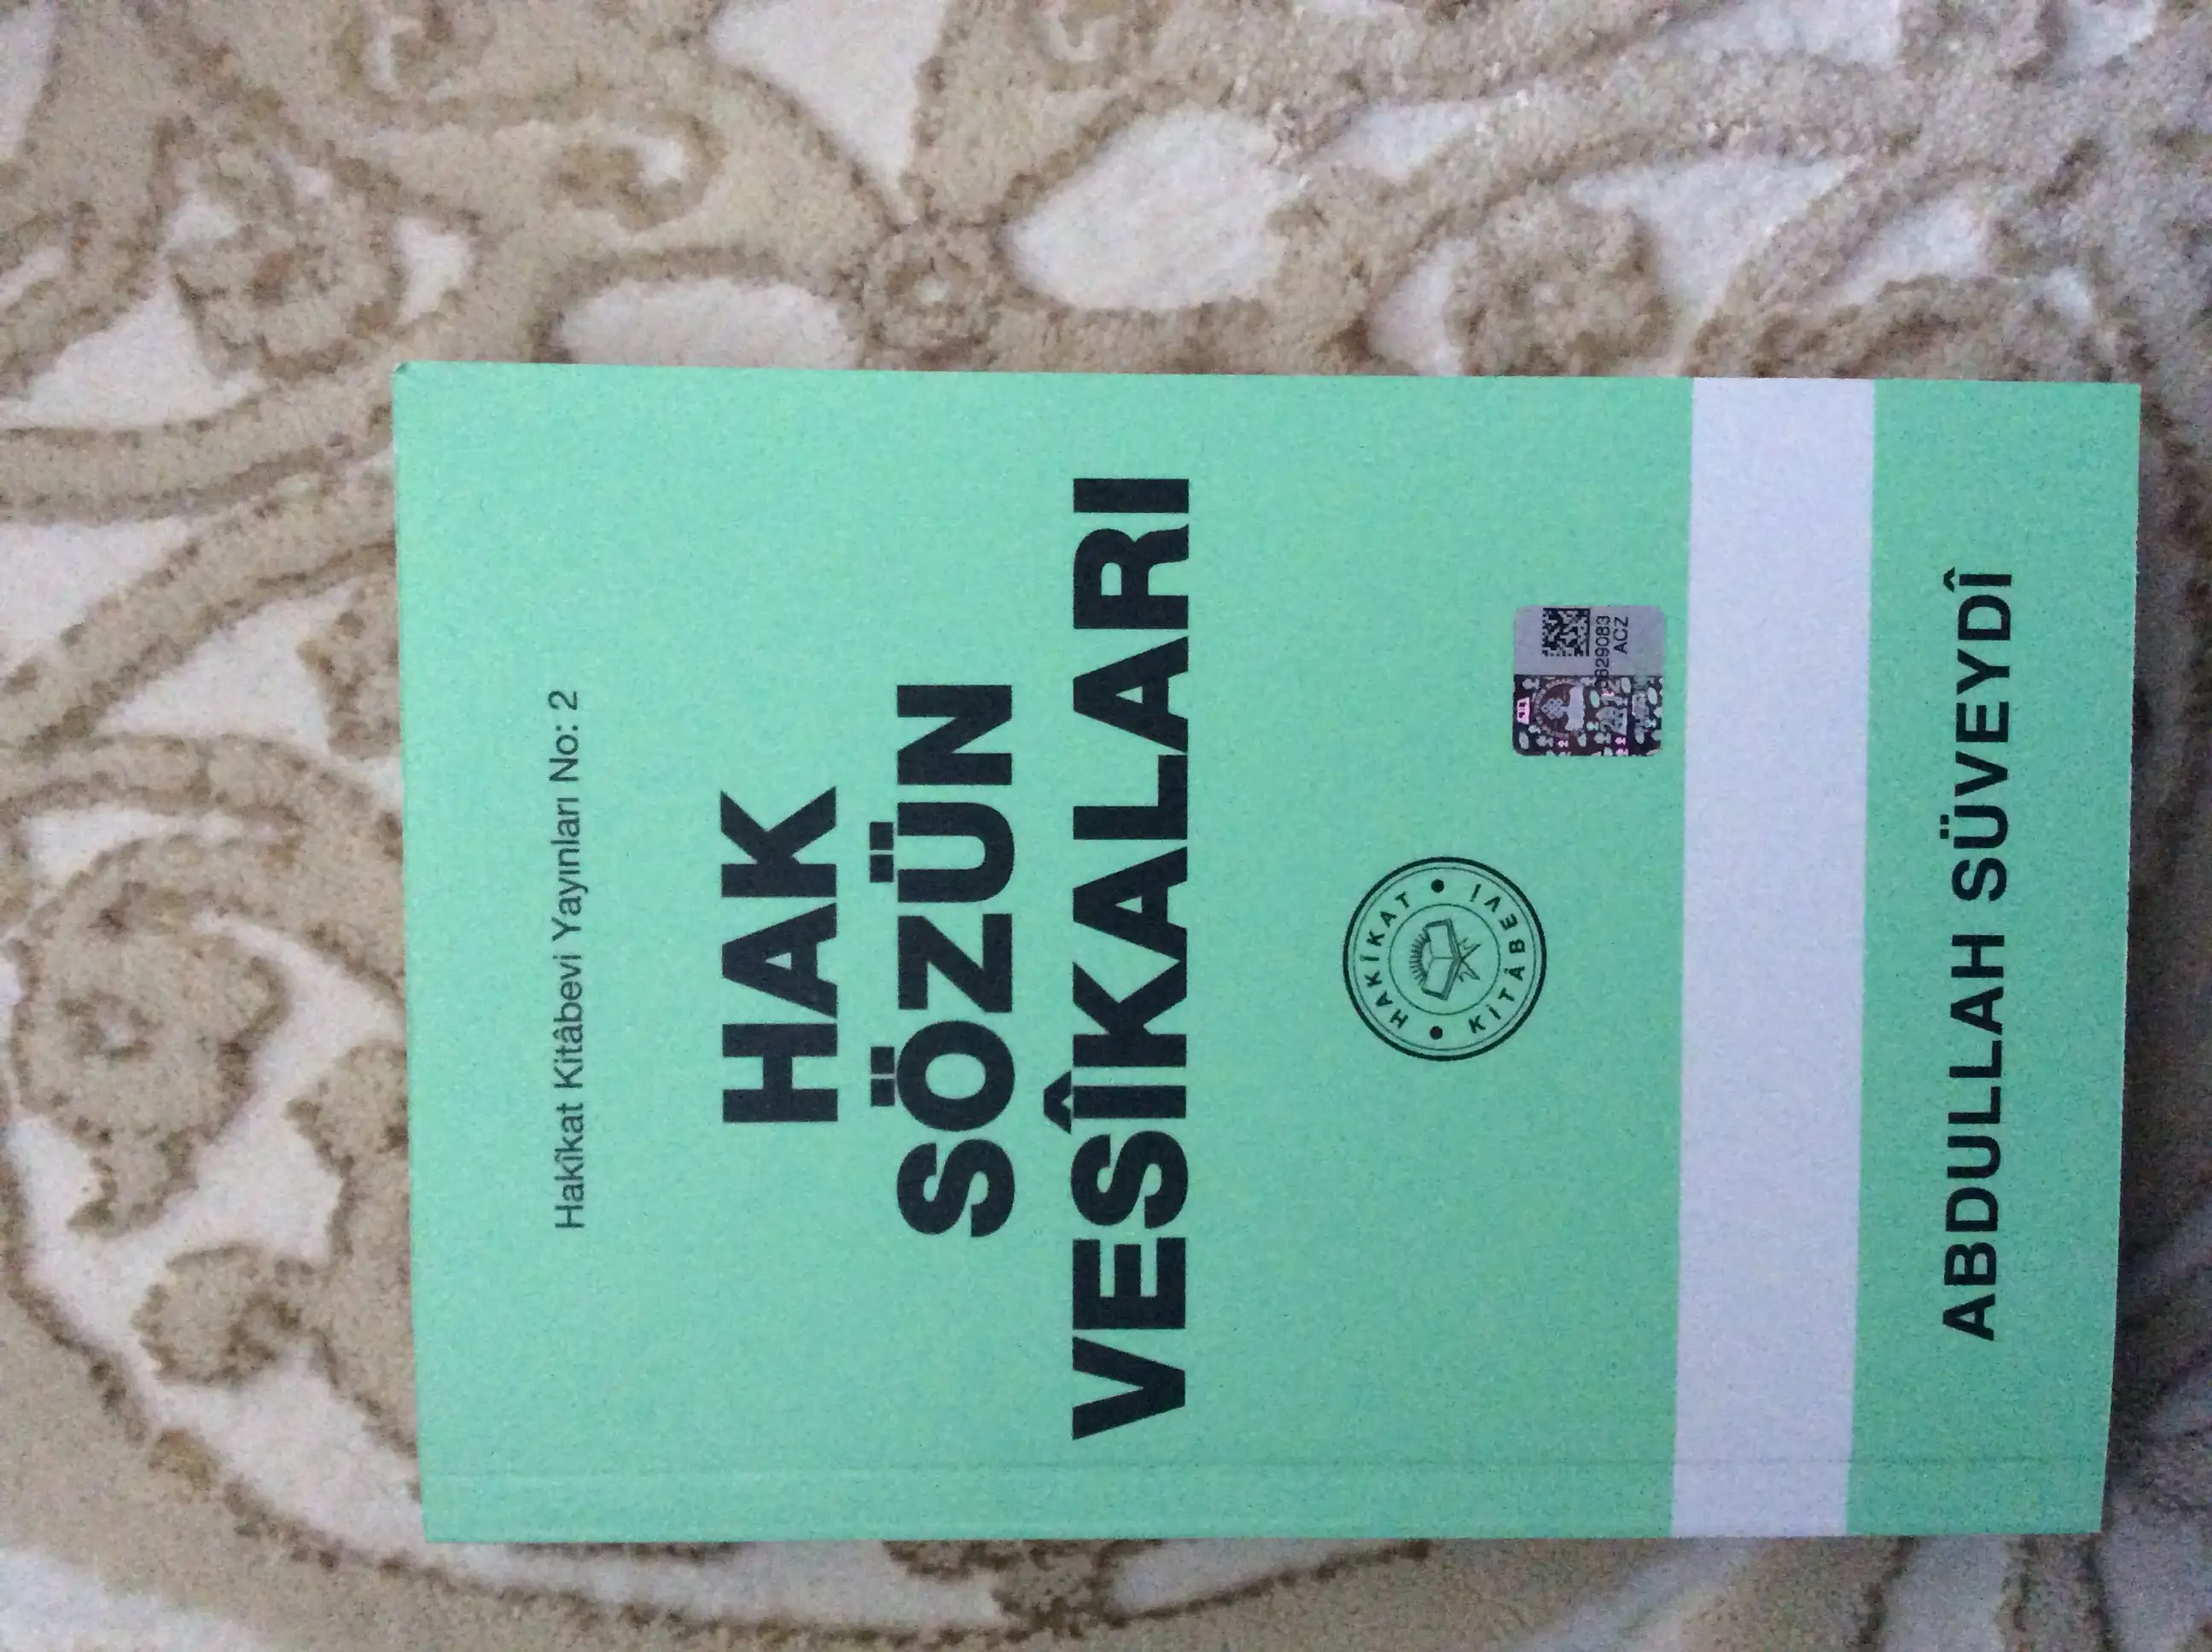 Hakîkat Kitâbevi Yayınları No: 2
HAK
SÖZÜN
VESÎKALARI
HAKÎKAT
KİTÂBEVİ
ACZ
ABDULLAH SÜVEYDÎ